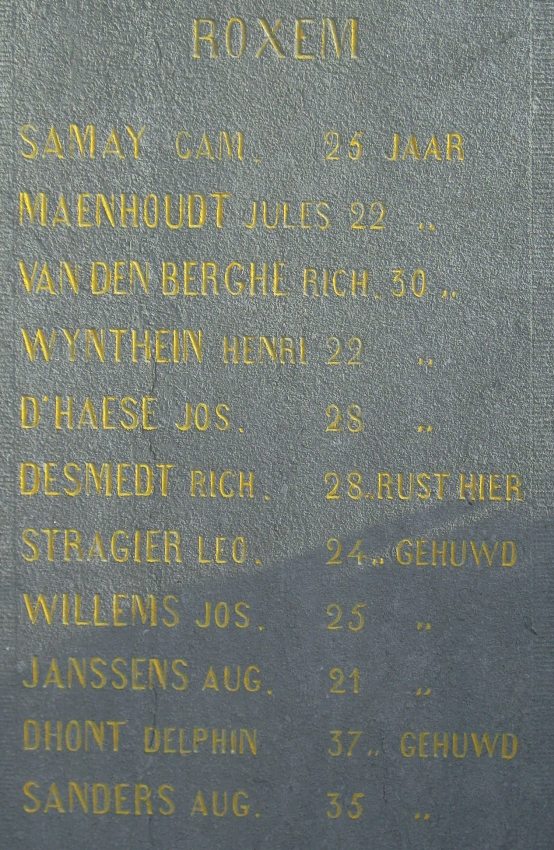 ROXEM
SAMAY CAM. 25 JAAR
MAENHOUDT JULES 22 ,,
VAN DEN BERGHE RICH. 30 ,,
WYNTHEIN HENRI 22 ,,
D'HAESE JOS. 28 ,,
DESMEDT RICH. 28 ,, RUST HIER
STRAGIER LEO. 24 ,, GEHUWD
WILLEMS JOS. 25 ,,
JANSSENS AUG. 21 ,,
DHONT DELPHIN 37 ,, GEHUWD
SANDERS AUG. 35 ,,